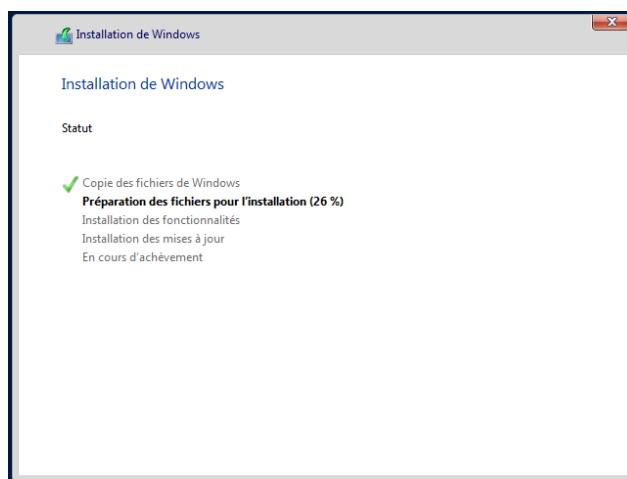 Installation de Windows
Installation de Windows
Statut
Copie des fichiers de Windows
Préparation des fichiers pour l'installation (26 %)
Installation des fonctionnalités
Installation des mises à jour
En cours d'achèvement